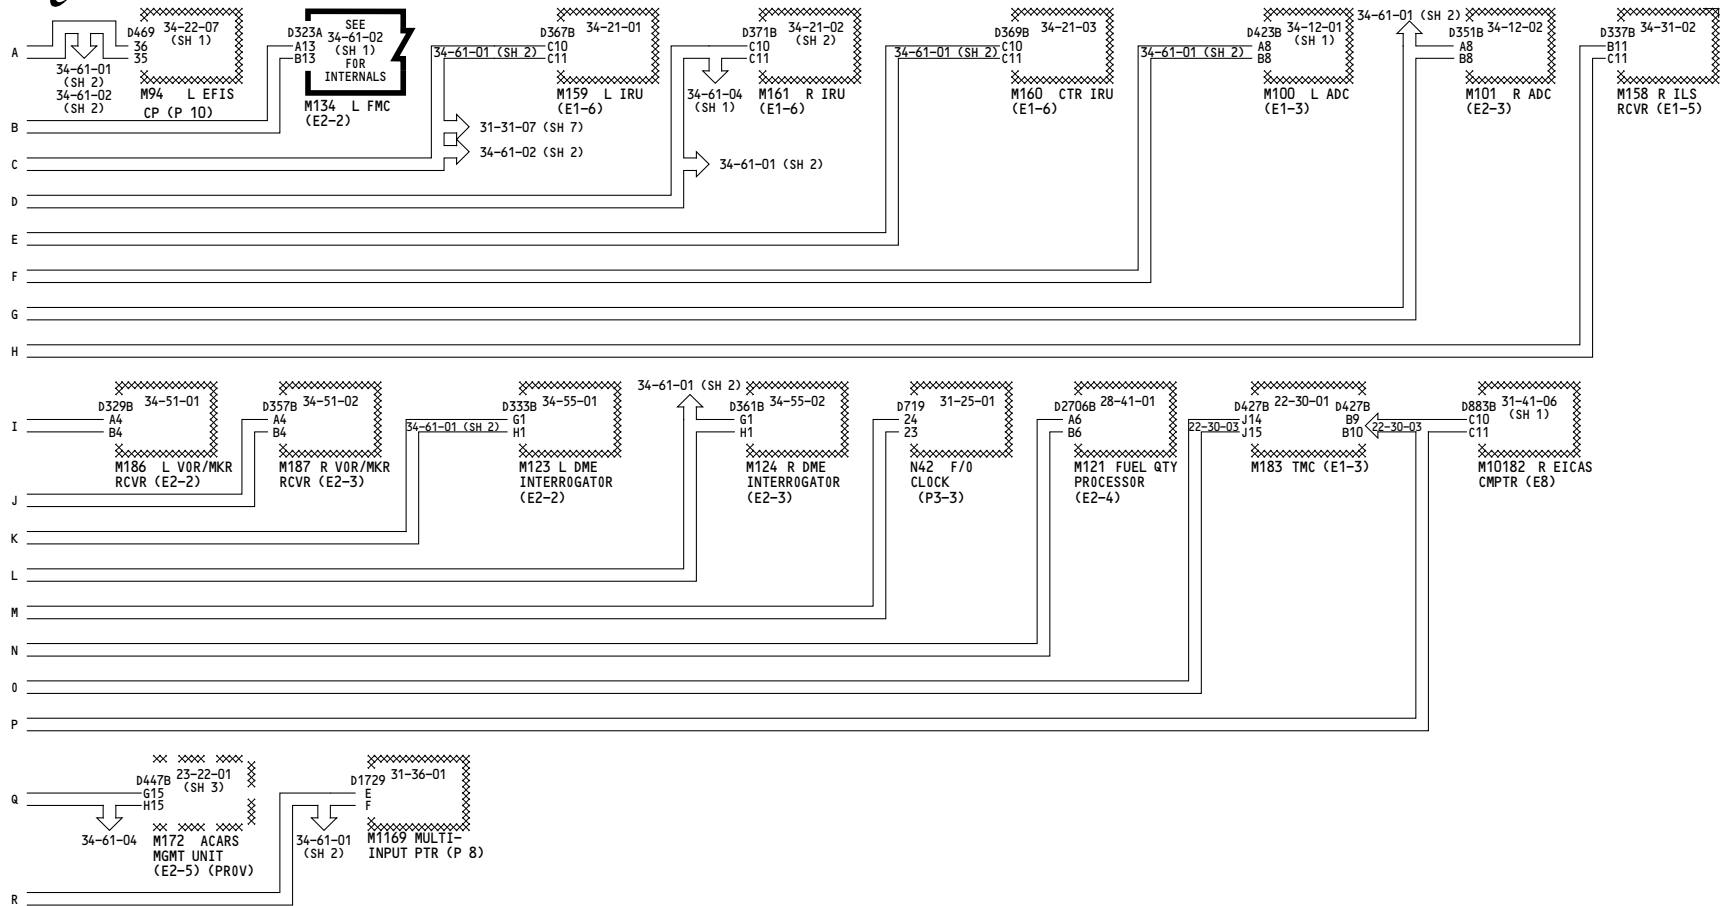 A
D469
36
35
34-22-07
(SH 1)
34-61-01
(SH 2)
34-61-02
(SH 2)
M94 L EFIS
CP (P 10)
D323A
A13
B13
SEE
34-61-02
(SH 1)
FOR
INTERNALS
M134 L FMC
(E2-2)
34-61-01 (SH 2)
D367B
C10
C11
34-21-01
M159 L IRU
(E1-6)
31-31-07 (SH 7)
34-61-02 (SH 2)
D371B
C10
C11
34-21-02
(SH 2)
34-61-04
(SH 1)
M161 R IRU
(E1-6)
34-61-01 (SH 2)
34-61-01 (SH 2)
D369B
C10
C11
34-21-03
M160 CTR IRU
(E1-6)
34-61-01 (SH 2)
D423B
A8
B8
34-12-01
(SH 1)
M100 L ADC
(E1-3)
34-61-01 (SH 2)
D351B
A8
B8
34-12-02
M101 R ADC
(E2-3)
D337B
B11
C11
34-31-02
M158 R ILS
RCVR (E1-5)
B
C
D
E
F
G
H
I
D329B
A4
B4
34-51-01
M186 L VOR/MKR
RCVR (E2-2)
D357B
A4
B4
34-51-02
M187 R VOR/MKR
RCVR (E2-3)
34-61-01 (SH 2)
D333B
G1
H1
34-55-01
M123 L DME
INTERROGATOR
(E2-2)
34-61-01 (SH 2)
D361B
G1
H1
34-55-02
M124 R DME
INTERROGATOR
(E2-3)
D719
24
23
31-25-01
N42 F/O
CLOCK
(P3-3)
D2706B
A6
B6
28-41-01
M121 FUEL QTY
PROCESSOR
(E2-4)
22-30-03
D427B
J14
J15
22-30-01
D427B
B9
B10
22-30-03
M183 TMC (E1-3)
D883B
C10
C11
31-41-06
(SH 1)
M10182 R EICAS
CMPTR (E8)
J
K
L
M
N
O
P
Q
D447B
G15
H15
23-22-01
(SH 3)
34-61-04
M172 ACARS
MGMT UNIT
(E2-5) (PROV)
D1729
E
F
31-36-01
34-61-01
(SH 2)
M1169 MULTI-
INPUT PTR (P 8)
R